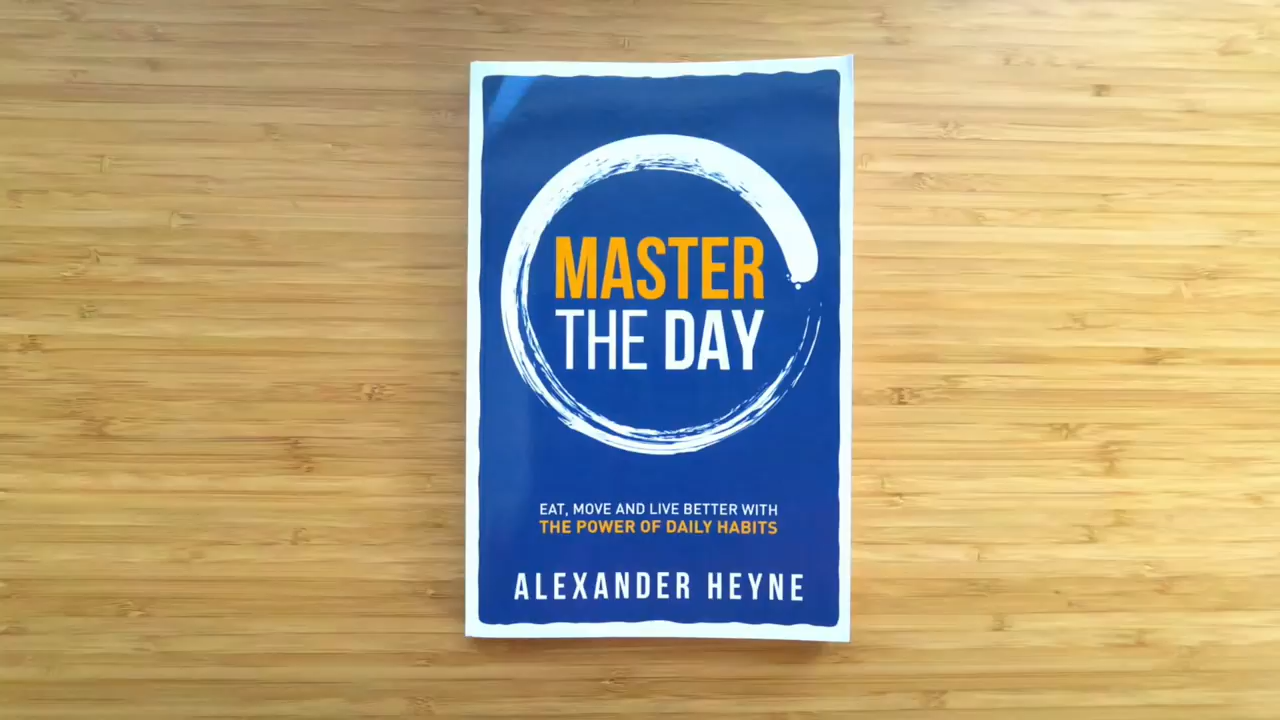 MASTER
THE DAY
EAT, MOVE AND LIVE BETTER WITH
THE POWER OF DAILY HABITS
ALEXANDER HEYNE